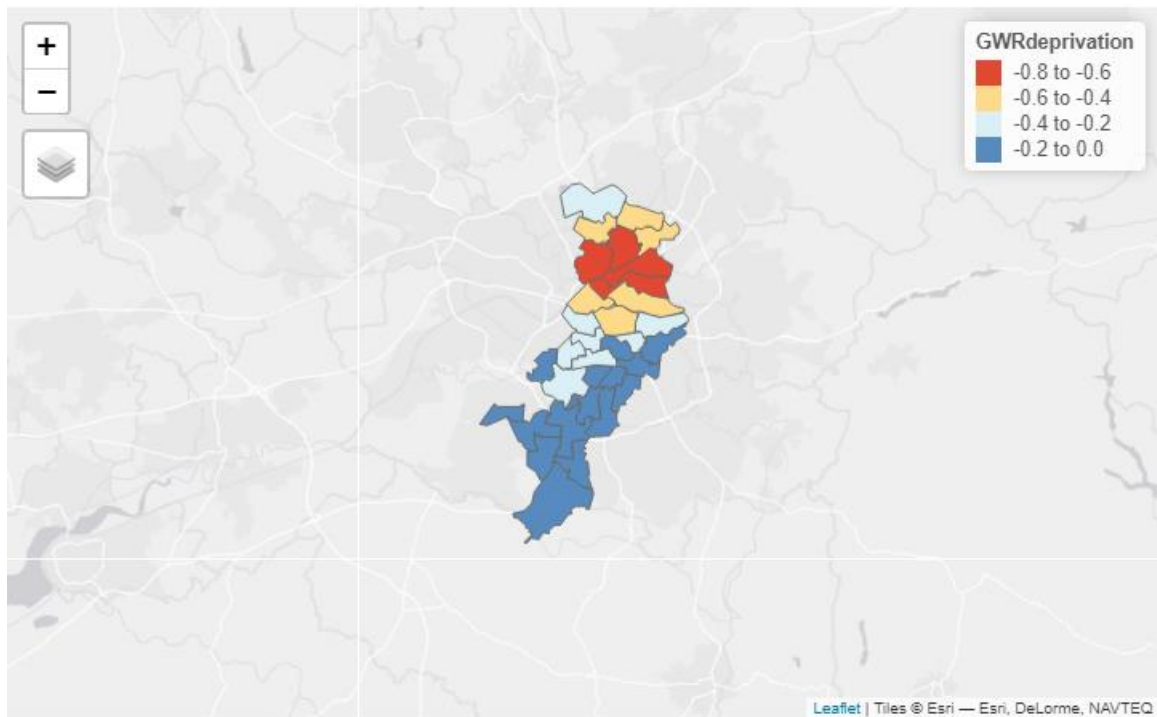 +
−
GWRdeprivation
-0.8 to -0.6
-0.6 to -0.4
-0.4 to -0.2
-0.2 to 0.0
Leaflet | Tiles © Esri — Esri, DeLorme, NAVTEQ